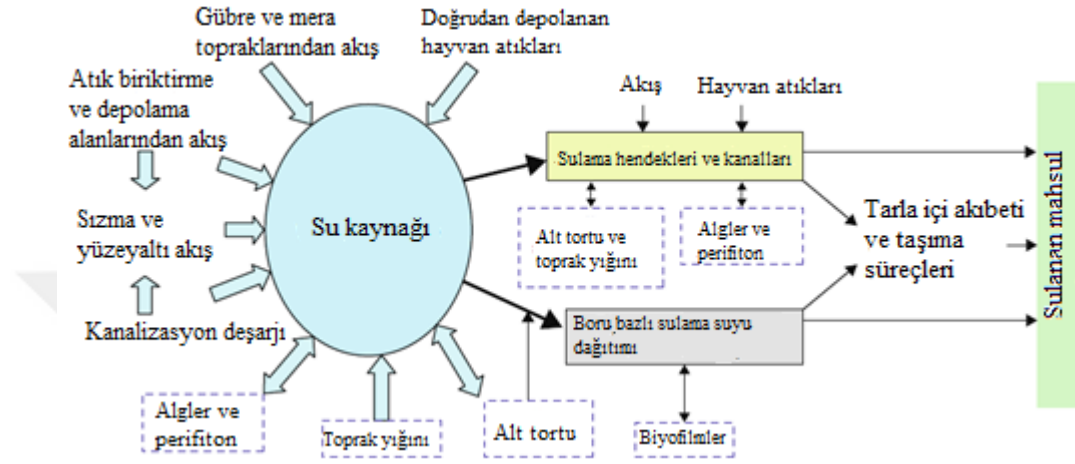 Gübre ve mera
topraklarından akış
Doğrudan depolanan
hayvan atıkları
Atık biriktirme
ve depolama
alanlarından akış
Akış
Hayvan atıkları
Sulama hendekleri ve kanalları
Sızma ve
yüzeyaltı akış
Su kaynağı
Alt tortu ve
toprak yığını
Algler ve
perifiton
Tarla içi akıbeti
ve taşıma
süreçleri
Sulanan mahsul
Kanalizasyon deşarjı
Boru bazlı sulama suyu
dağıtımı
Algler ve
perifiton
Toprak yığını
Alt tortu
Biyofilmler